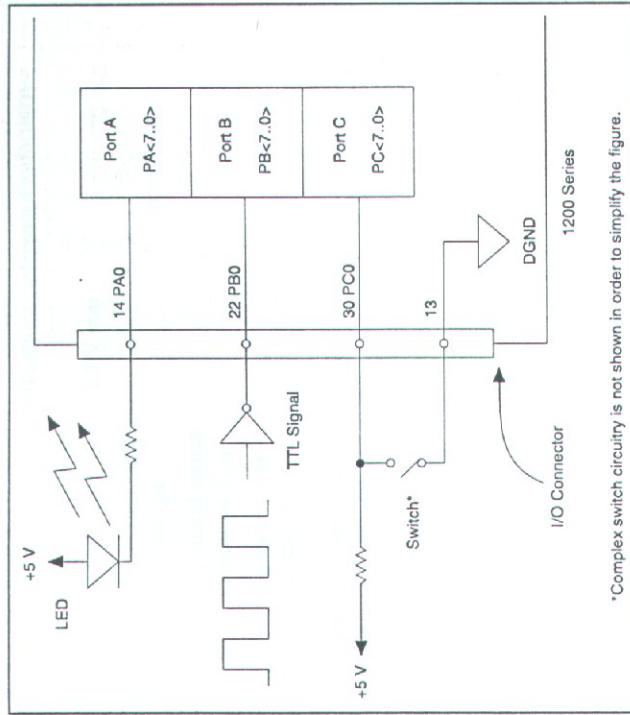 +5 V
LED
14 PA0
Port A
PA<7..0>
22 PB0
Port B
PB<7..0>
TTL Signal
30 PC0
Port C
PC<7..0>
+5 V
Switch*
13
DGND
I/O Connector
1200 Series
*Complex switch circuitry is not shown in order to simplify the figure.